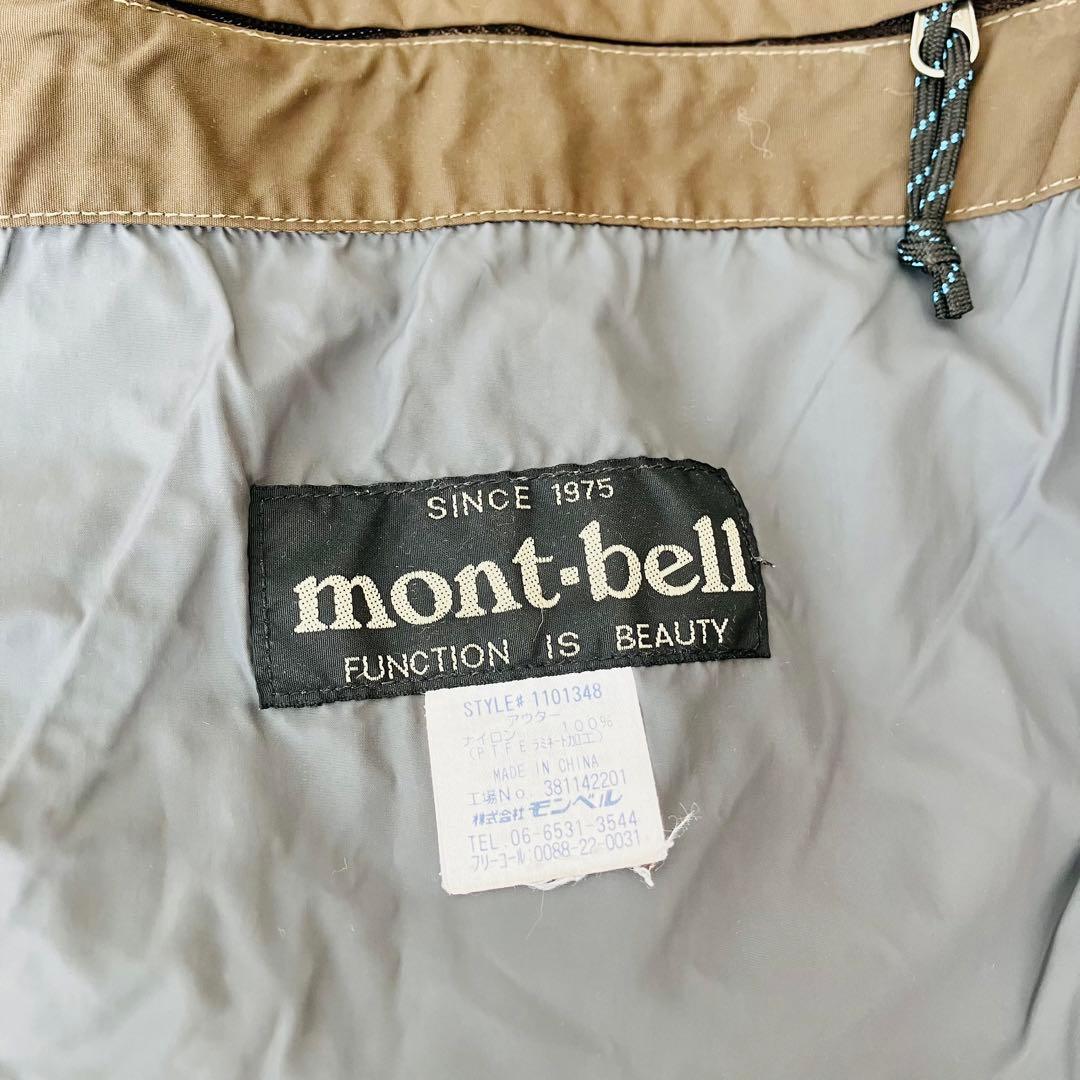 SINCE 1975
mont-bell
FUNCTION IS BEAUTY
STYLE# 1101348
アウター
ナイロン 100%
(PTFEラミネート加工)
MADE IN CHINA
工場No. 381142201
株式会社 モンベル
TEL.06-6531-3544
フリーコール:0088-22-0031